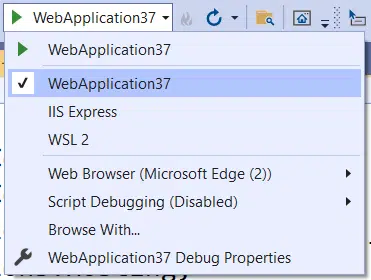 WebApplication37
WebApplication37
WebApplication37
IIS Express
WSL 2
Web Browser (Microsoft Edge (2))
Script Debugging (Disabled)
Browse With...
WebApplication37 Debug Properties